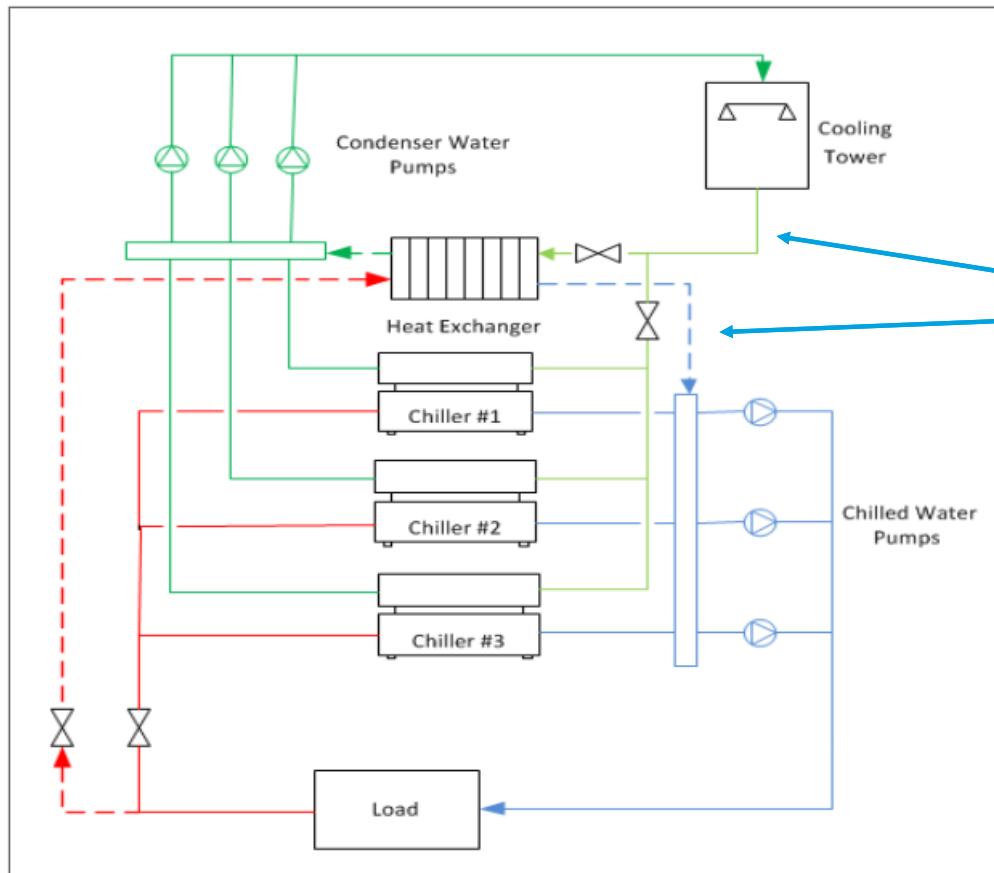 Condenser Water
Pumps
Cooling
Tower
Heat Exchanger
Chiller #1
Chiller #2
Chilled Water
Pumps
Chiller #3
Load